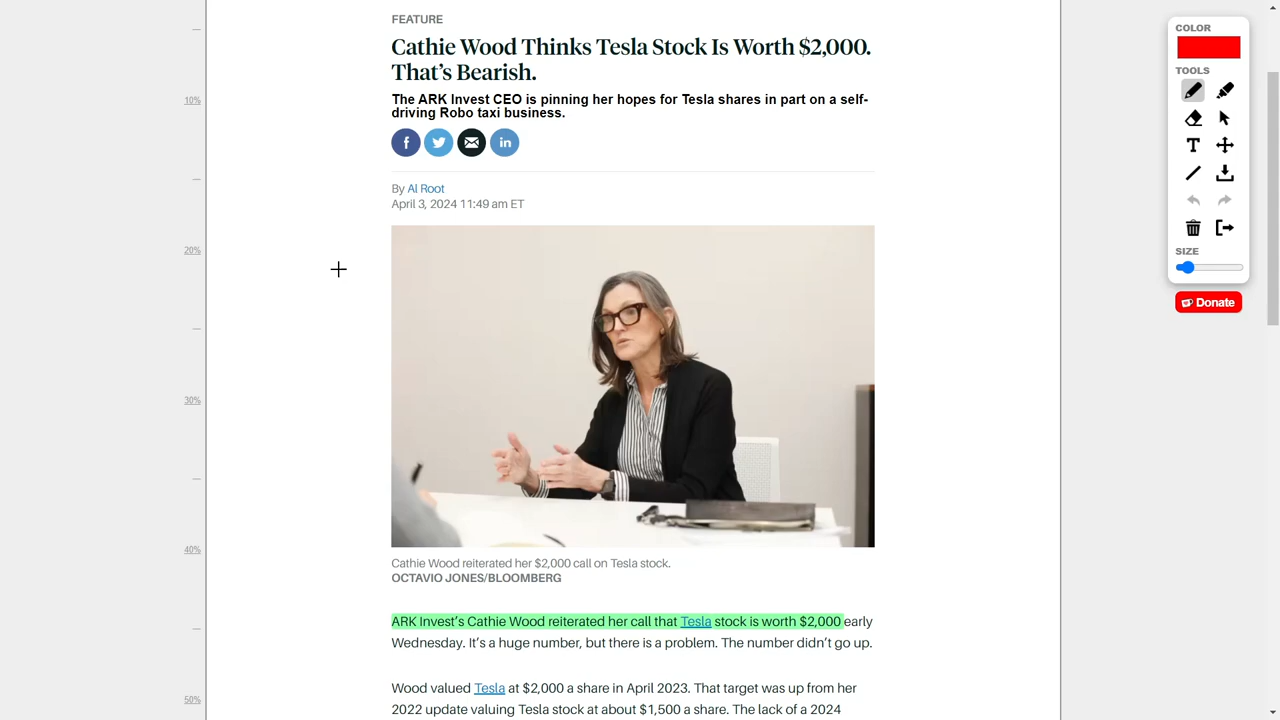 FEATURE
Cathie Wood Thinks Tesla Stock Is Worth $2,000.
That’s Bearish.
The ARK Invest CEO is pinning her hopes for Tesla shares in part on a self-
driving Robo taxi business.
By Al Root
April 3, 2024 11:49 am ET
Cathie Wood reiterated her $2,000 call on Tesla stock.
OCTAVIO JONES/BLOOMBERG
ARK Invest’s Cathie Wood reiterated her call that Tesla stock is worth $2,000 early
Wednesday. It’s a huge number, but there is a problem. The number didn’t go up.
Wood valued Tesla at $2,000 a share in April 2023. That target was up from her
2022 update valuing Tesla stock at about $1,500 a share. The lack of a 2024
10%
20%
30%
40%
50%
COLOR
TOOLS
T
SIZE
Donate